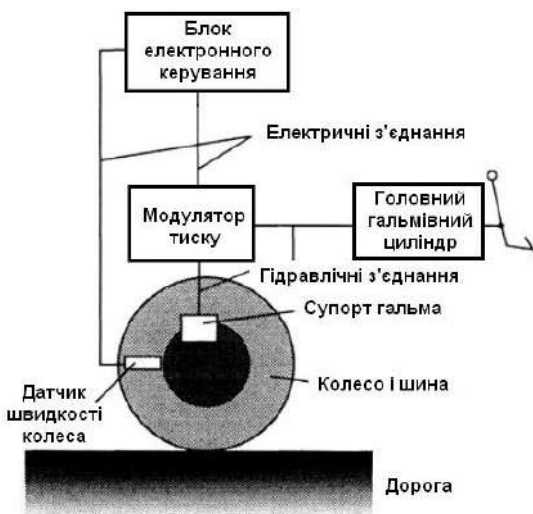 Блок
електронного
керування
Електричні з'єднання
Модулятор
тиску
Головний
гальмівний
циліндр
Гідравлічні з'єднання
Супорт гальма
Колесо і шина
Датчик
швидкості
колеса
Дорога